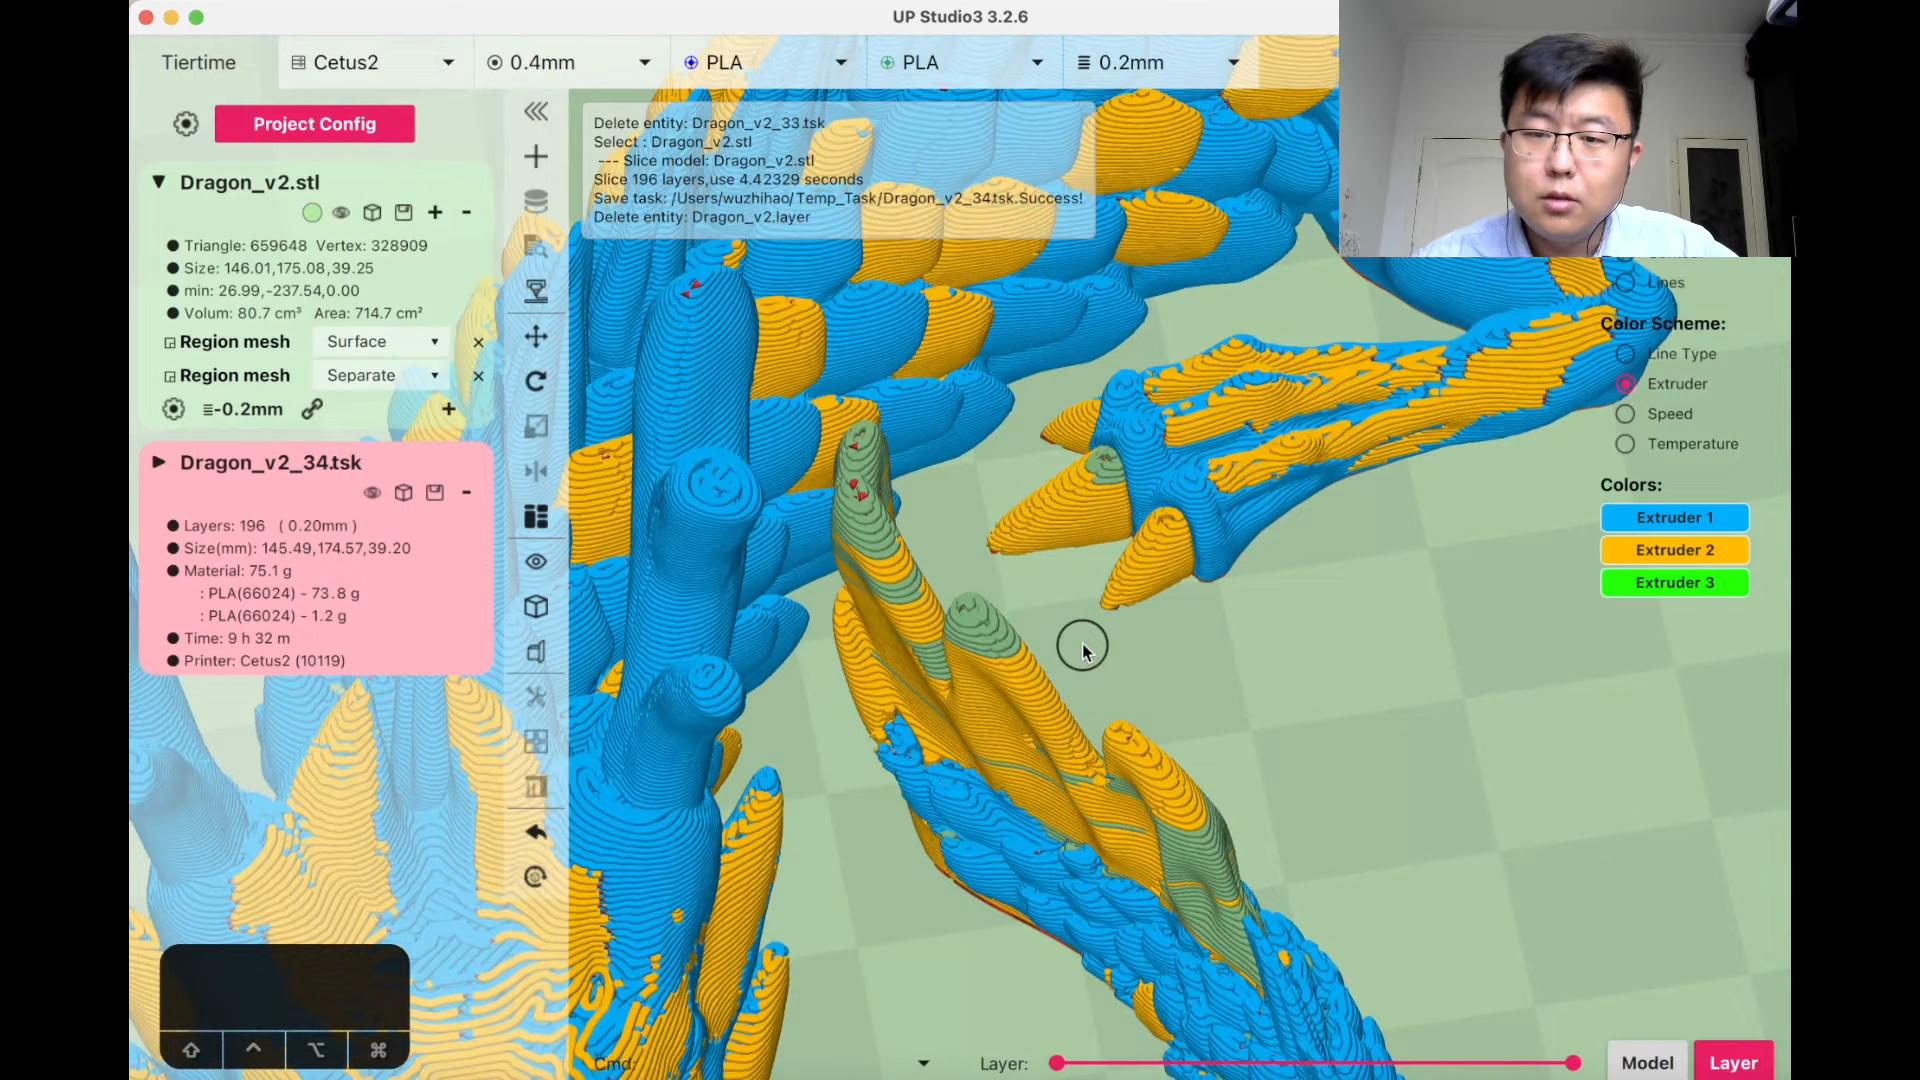 UP Studio3 3.2.6
Tiertime
Cetus2
0.4mm
PLA
PLA
0.2mm
Project Config
Dragon_v2.stl
Triangle: 659648 Vertex: 328909
Size: 146.01,175.08,39.25
min: 26.99,-237.54,0.00
Volum: 80.7 cm³ Area: 714.7 cm²
Region mesh Surface
Region mesh Separate
-0.2mm
Dragon_v2_34.tsk
Layers: 196 ( 0.20mm )
Size(mm): 145.49,174.57,39.20
Material: 75.1 g
: PLA(66024) - 73.8 g
: PLA(66024) - 1.2 g
Time: 9 h 32 m
Printer: Cetus2 (10119)
Delete entity: Dragon_v2_33.tsk
Select : Dragon_v2.stl
--- Slice model: Dragon_v2.stl
Slice 196 layers,use 4.42329 seconds
Save task: /Users/wuzhihao/Temp_Task/Dragon_v2_34.tsk.Success!
Delete entity: Dragon_v2.layer
Lines
Color Scheme:
Line Type
Extruder
Speed
Temperature
Colors:
Extruder 1
Extruder 2
Extruder 3
Cmd:
Layer:
Model
Layer